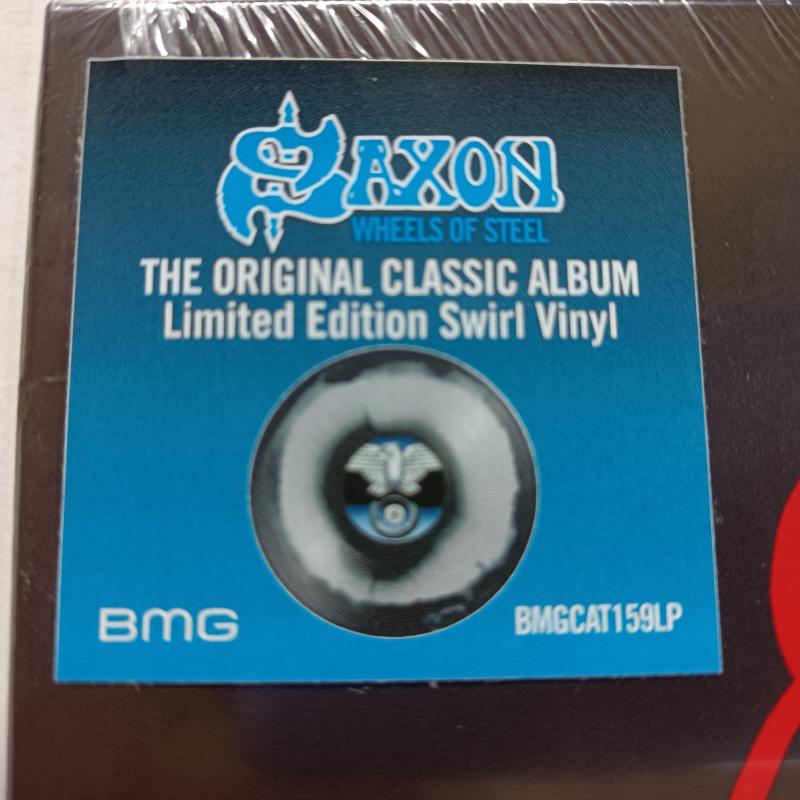 SAXON
WHEELS OF STEEL
THE ORIGINAL CLASSIC ALBUM
Limited Edition Swirl Vinyl
BMG
BMGCAT159LP